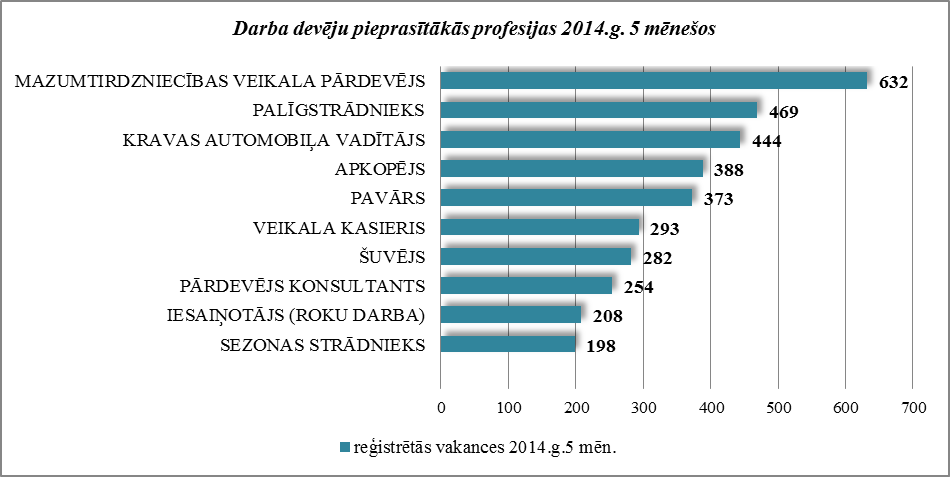 Darba devēju pieprasītākās profesijas 2014.g. 5 mēnešos
MAZUMTIRDZNIECĪBAS VEIKALA PĀRDEVĒJS 632
PALĪGSTRĀDNIEKS 469
KRAVAS AUTOMOBIĻA VADĪTĀJS 444
APKOPĒJS 388
PAVĀRS 373
VEIKALA KASIERIS 293
ŠUVĒJS 282
PĀRDEVĒJS KONSULTANTS 254
IESAIŅOTĀJS (ROKU DARBA) 208
SEZONAS STRĀDNIEKS 198
0 100 200 300 400 500 600 700
reģistrētās vakances 2014.g.5 mēn.